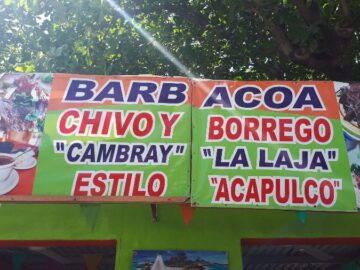 BARBACOA
CHIVO Y BORREGO
"CAMBRAY" "LA LAJA"
ESTILO "ACAPULCO"